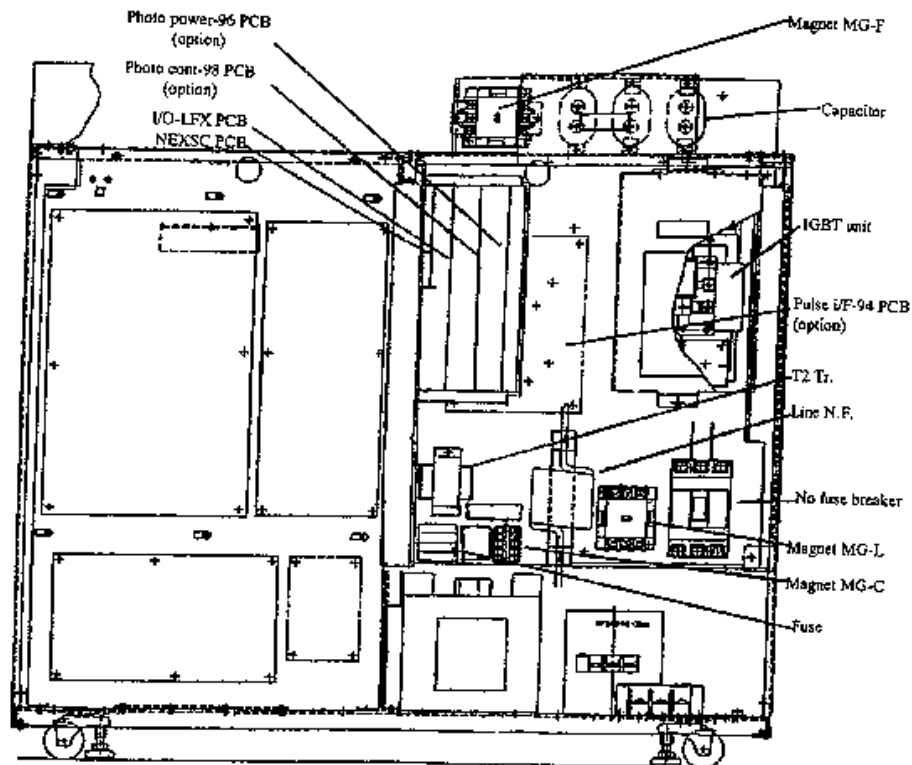 Photo power-96 PCB
(option)
Photo cont-98 PCB
(option)
I/O-LFX PCB
NEXSC PCB
Magnet MG-F
Capacitor
IGBT unit
Pulse i/F-94 PCB
(option)
T2 Tr.
Line N.F.
No fuse breaker
Magnet MG-L
Magnet MG-C
Fuse